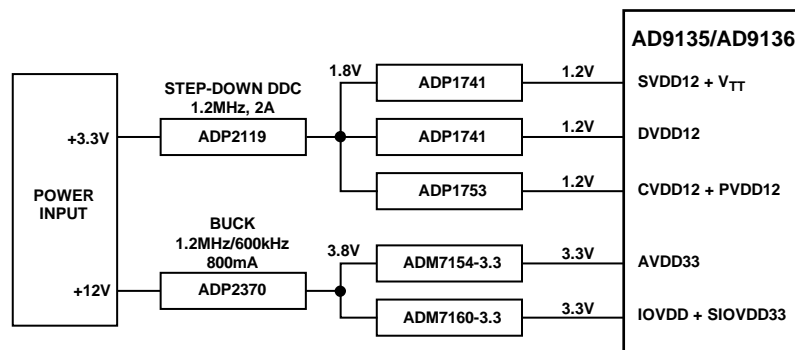 AD9135/AD9136
STEP-DOWN DDC
1.2MHz, 2A
1.8V
ADP1741
1.2V
SVDD12 + VTT
+3.3V
ADP2119
ADP1741
1.2V
DVDD12
ADP1753
1.2V
CVDD12 + PVDD12
POWER
INPUT
BUCK
1.2MHz/600kHz
800mA
3.8V
ADM7154-3.3
3.3V
AVDD33
+12V
ADP2370
ADM7160-3.3
3.3V
IOVDD + SIOVDD33